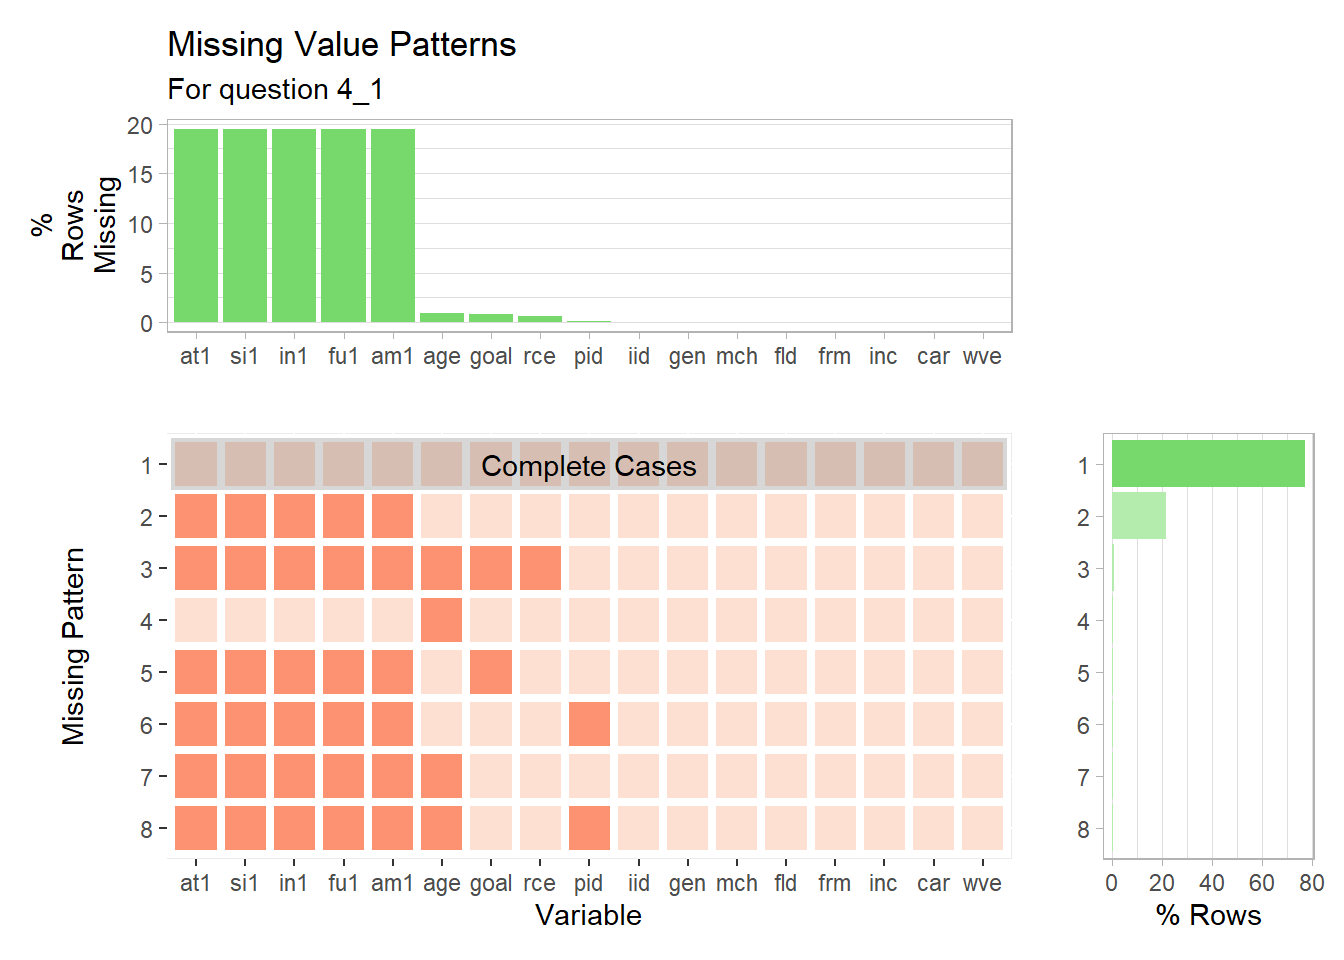 Missing Value Patterns
For question 4_1
%
Rows
Missing
20
15
10
5
0
at1 si1 in1 fu1 am1 age goal rce pid iid gen mch fld frm inc car wve
Missing Pattern
1 Complete Cases
2
3
4
5
6
7
8
at1 si1 in1 fu1 am1 age goal rce pid iid gen mch fld frm inc car wve
Variable
1
2
3
4
5
6
7
8
0 20 40 60 80
% Rows